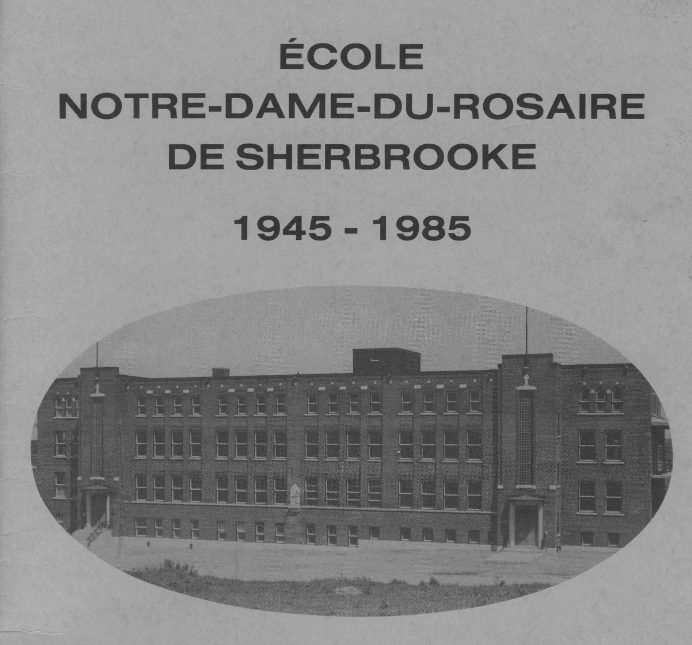 ÉCOLE
NOTRE-DAME-DU-ROSAIRE
DE SHERBROOKE
1945 - 1985